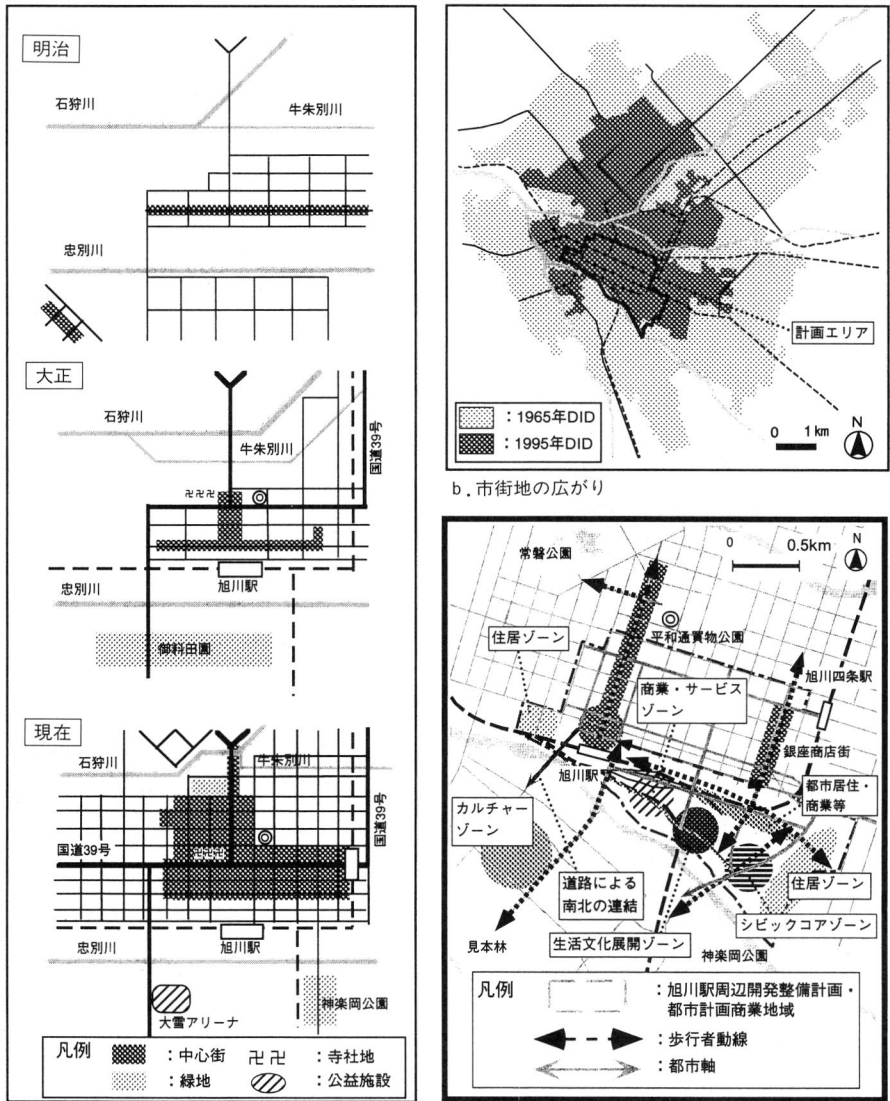 明治
石狩川
牛朱別川
忠別川
大正
石狩川
牛朱別川
国道39号
卍卍卍
忠別川
旭川駅
御料田園
現在
石狩川
牛朱別川
国道39号
国道39号
卍卍卍
忠別川
旭川駅
大雪アリーナ
神楽岡公園
凡例
：中心街
卍 卍 ：寺社地
：緑地
：公益施設
計画エリア
：1965年DID
：1995年DID
0 1km
N
b．市街地の広がり
常磐公園
0 0.5km
N
住居ゾーン
平和通買物公園
旭川四条駅
商業・サービス
ゾーン
銀座商店街
旭川駅
都市居住・
商業等
カルチャー
ゾーン
道路による
南北の連結
住居ゾーン
シビックコアゾーン
見本林
生活文化展開ゾーン
神楽岡公園
凡例
：旭川駅周辺開発整備計画・
都市計画商業地域
：歩行者動線
：都市軸